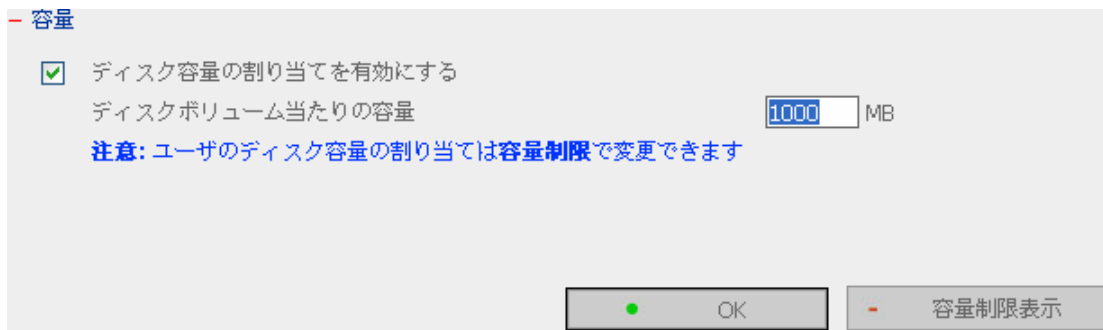 – 容量
ディスク容量の割り当てを有効にする
ディスクボリューム当たりの容量 1000 MB
注意: ユーザのディスク容量の割り当ては容量制限で変更できます
OK
容量制限表示